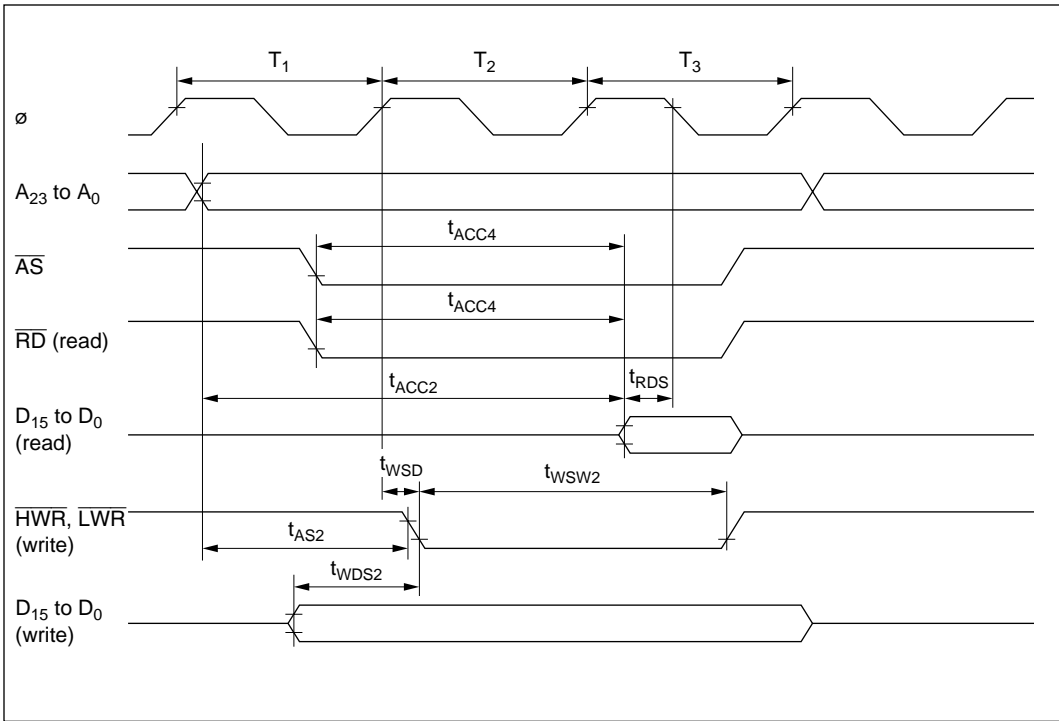 T1 T2 T3
ø
A23 to A0
tACC4
AS
tACC4
RD (read)
tACC2 tRDS
D15 to D0
(read)
tWSD tWSW2
HWR, LWR
(write)
tAS2
tWDS2
D15 to D0
(write)